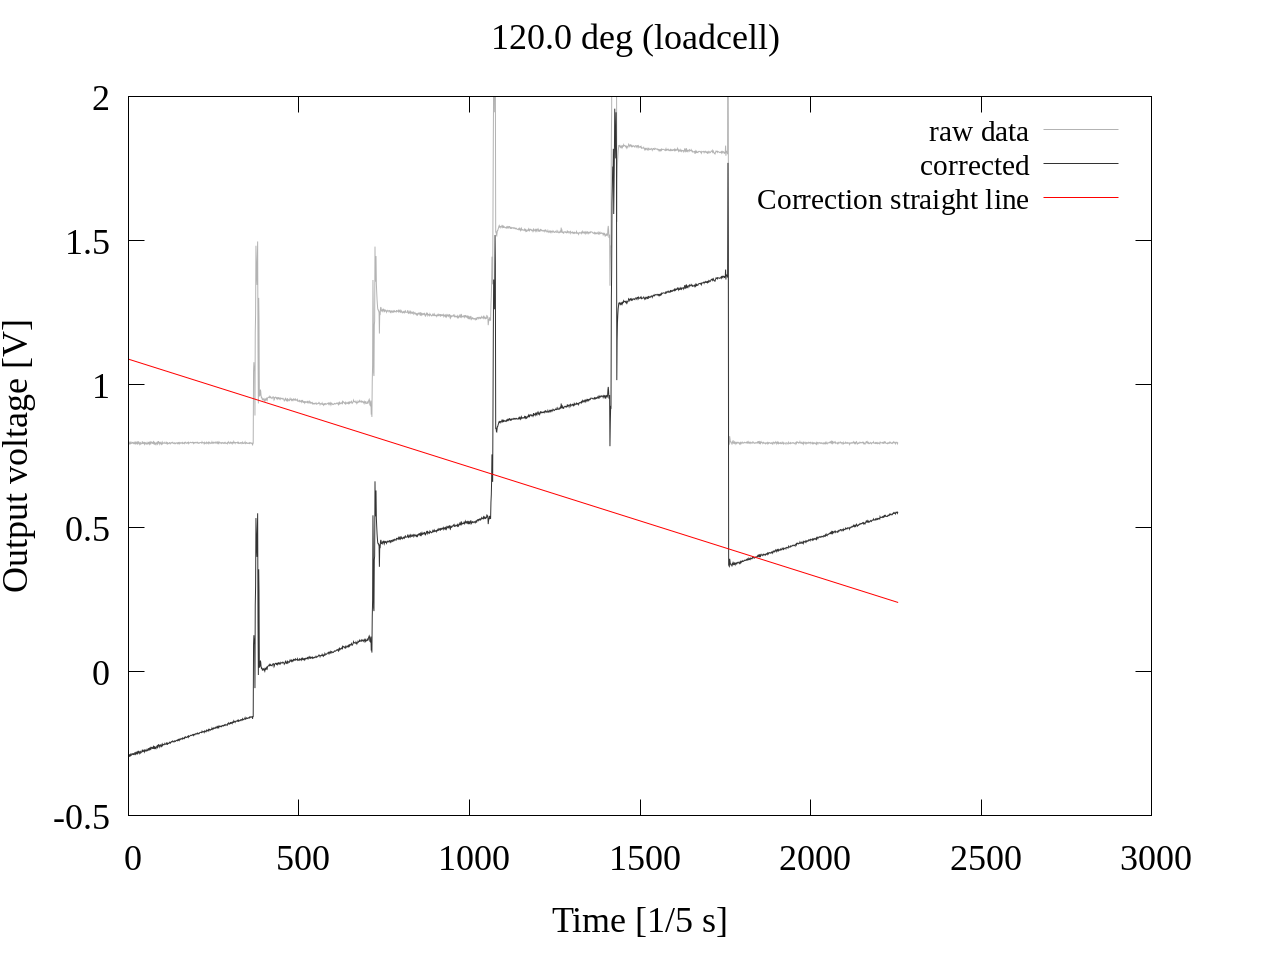 120.0 deg (loadcell)
raw data
corrected
Correction straight line
Output voltage [V]
2
1.5
1
0.5
0
-0.5
0 500 1000 1500 2000 2500 3000
Time [1/5 s]